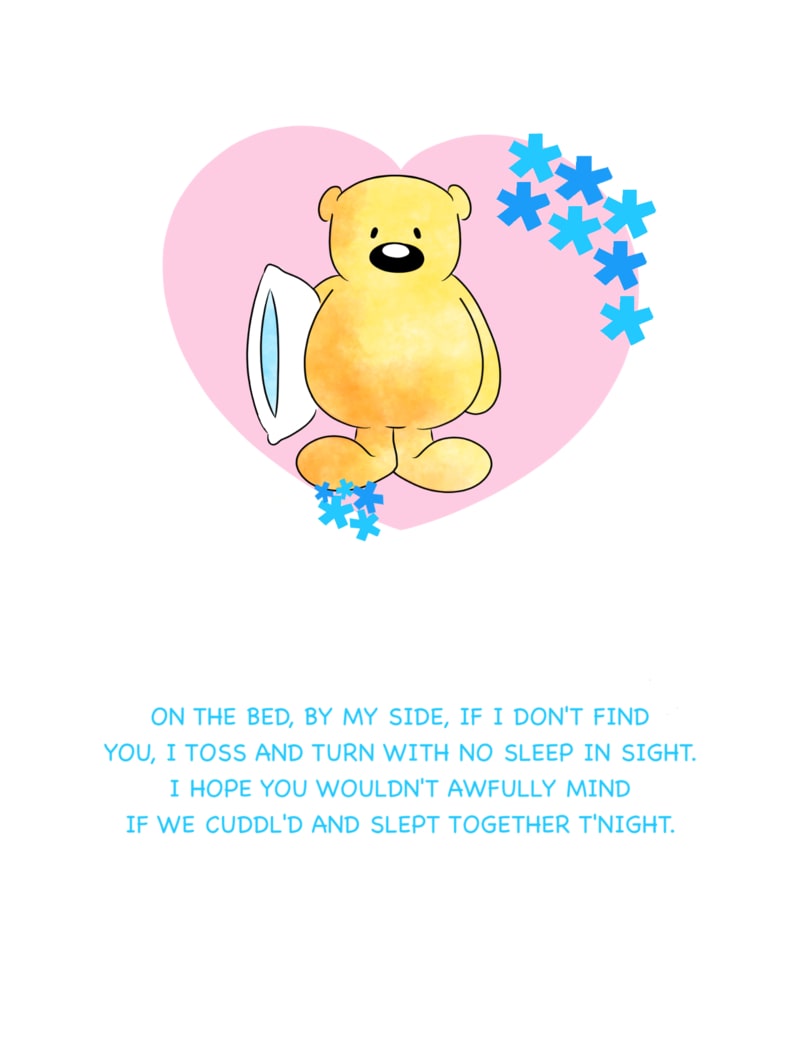 ON THE BED, BY MY SIDE, IF I DON'T FIND
YOU, I TOSS AND TURN WITH NO SLEEP IN SIGHT.
I HOPE YOU WOULDN'T AWFULLY MIND
IF WE CUDDL'D AND SLEPT TOGETHER T'NIGHT.